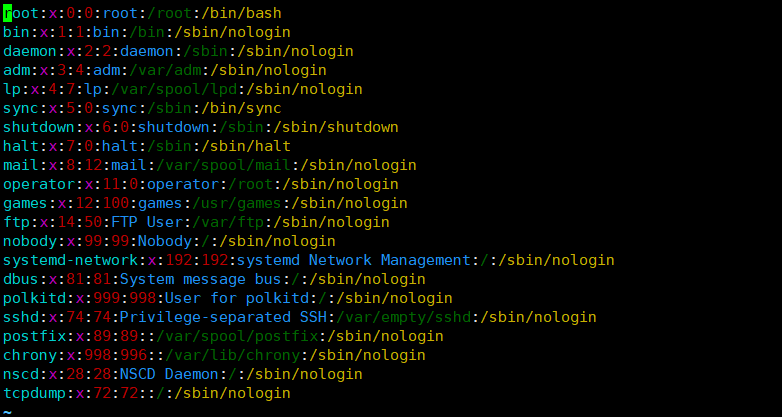 root:x:0:0:root:/root:/bin/bash
bin:x:1:1:bin:/bin:/sbin/nologin
daemon:x:2:2:daemon:/sbin:/sbin/nologin
adm:x:3:4:adm:/var/adm:/sbin/nologin
lp:x:4:7:lp:/var/spool/lpd:/sbin/nologin
sync:x:5:0:sync:/sbin:/bin/sync
shutdown:x:6:0:shutdown:/sbin:/sbin/shutdown
halt:x:7:0:halt:/sbin:/sbin/halt
mail:x:8:12:mail:/var/spool/mail:/sbin/nologin
operator:x:11:0:operator:/root:/sbin/nologin
games:x:12:100:games:/usr/games:/sbin/nologin
ftp:x:14:50:FTP User:/var/ftp:/sbin/nologin
nobody:x:99:99:Nobody:/:/sbin/nologin
systemd-network:x:192:192:systemd Network Management:/:/sbin/nologin
dbus:x:81:81:System message bus:/:/sbin/nologin
polkitd:x:999:998:User for polkitd:/:/sbin/nologin
sshd:x:74:74:Privilege-separated SSH:/var/empty/sshd:/sbin/nologin
postfix:x:89:89::/var/spool/postfix:/sbin/nologin
chrony:x:998:996::/var/lib/chrony:/sbin/nologin
nscd:x:28:28:NSCD Daemon:/:/sbin/nologin
tcpdump:x:72:72::/:/sbin/nologin
~